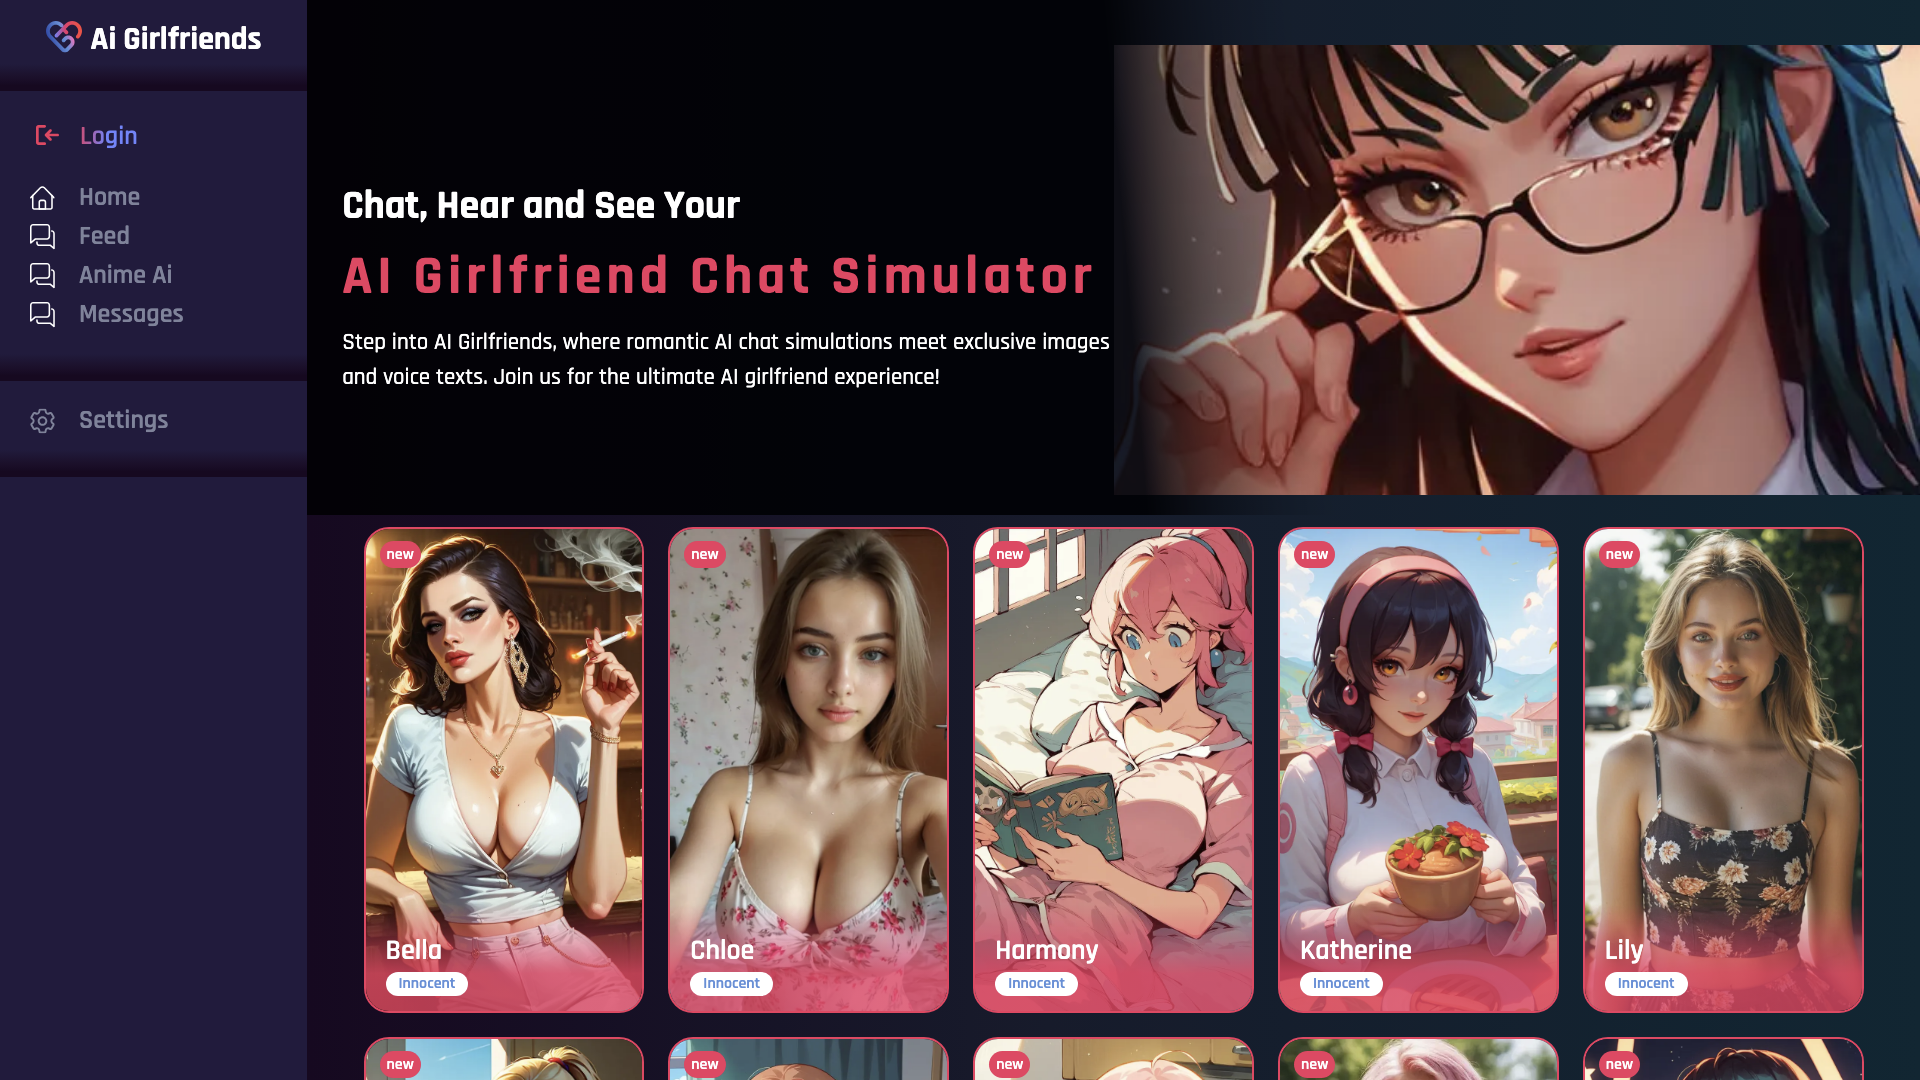 Ai Girlfriends
Login
Home
Feed
Anime Ai
Messages
Settings
Chat, Hear and See Your
AI Girlfriend Chat Simulator
Step into AI Girlfriends, where romantic AI chat simulations meet exclusive images
and voice texts. Join us for the ultimate AI girlfriend experience!
new
Bella
Innocent
new
Chloe
Innocent
new
Harmony
Innocent
new
Katherine
Innocent
new
Lily
Innocent
new
new
new
new
new